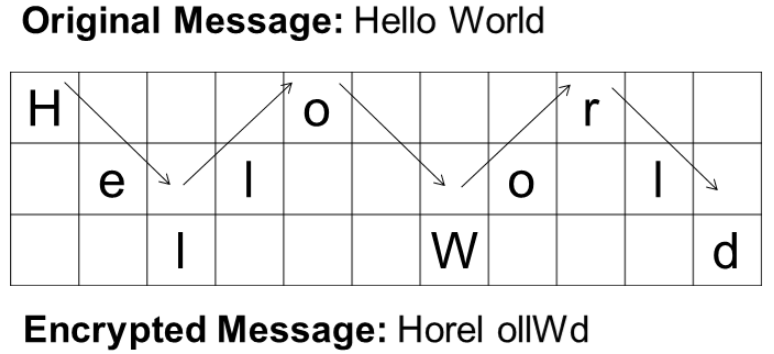 Original Message: Hello World
H o r
e l o l
l W d
Encrypted Message: Horel ollWd